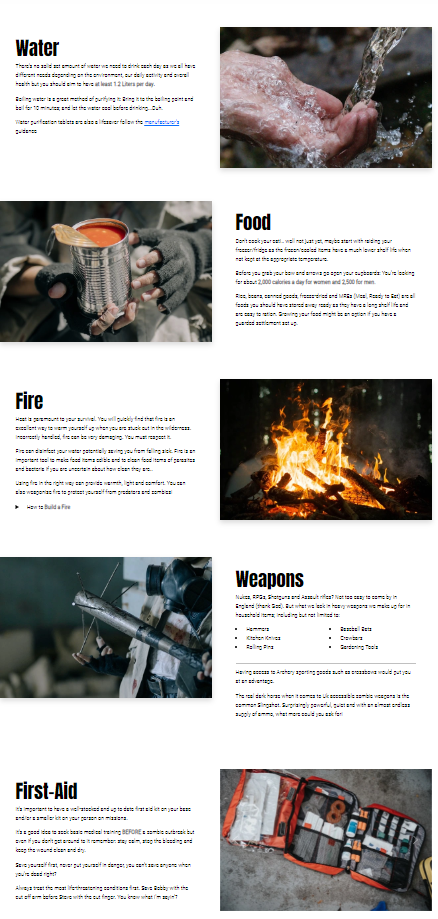 Water
There's no solid set amount of water we need to drink each day as we all have
different needs depending on the environment, our daily activity and overall
health but you should aim to have at least 1.2 Liters per day.
Boiling water is a great method of purifying it: Bring it to the boiling point and
boil for 10 minutes, and let the water cool before drinking...Duh.
Water purification tablets are also a lifesaver follow the manufacturer's
guidance
Food
Don't cook your cat!.. well not just yet, maybe start with raiding your
freezer/fridge as the frozen/cooled items have a much lower shelf life when
not kept at the appropriate temperature.
Before you grab your bow and arrows go open your cupboards: You're looking
for about 2,000 calories a day for women and 2,500 for men.
Rice, beans, canned goods, freeze-dried and MREs (Meal, Ready to Eat) are all
foods you should have stored away ready as they have a long shelf life and
are easy to ration. Growing your food might be an option if you have a
guarded settlement set up.
Fire
Heat is paramount to your survival. You will quickly find that fire is an
excellent way to warm yourself up when you are stuck out in the wilderness.
Incorrectly handled, fire can be very damaging. You must respect it.
Fire can disinfect your water potentially saving you from falling sick. Fire is an
important tool to make food items edible and to clean food items of parasites
and bacteria if you are uncertain about how clean they are..
Using fire in the right way can provide warmth, light and comfort. You can
also weaponise fire to protect yourself from predators and zombies!
How to Build a Fire
Weapons
Nukes, RPGs, Shotguns and Assault rifles? Not too easy to come by in
England (thank God). But what we lack in heavy weapons we make up for in
household items; including but not limited to:
Hammers
Kitchen Knives
Rolling Pins
Baseball Bats
Crowbars
Gardening Tools
Having access to Archery sporting goods such as crossbows would put you
at an advantage.
The real dark horse when it comes to UK accessible zombie weapons is the
common Slingshot. Surprisingly powerful, quiet and with an almost endless
supply of ammo, what more could you ask for!
First-Aid
It's important to have a well-stocked and up to date first aid kit on your base,
and/or a smaller kit on your person on missions.
It's a good idea to seek basic medical training BEFORE a zombie outbreak but
even if you don't get around to it remember: stay calm, stop the bleeding and
keep the wound clean and dry.
Save yourself first, never put yourself in danger, you can't save anyone when
you're dead right?
Always treat the most life-threatening conditions first. Save Bobby with the
cut off arm before Steve with the cut finger. You know what I'm sayin'?